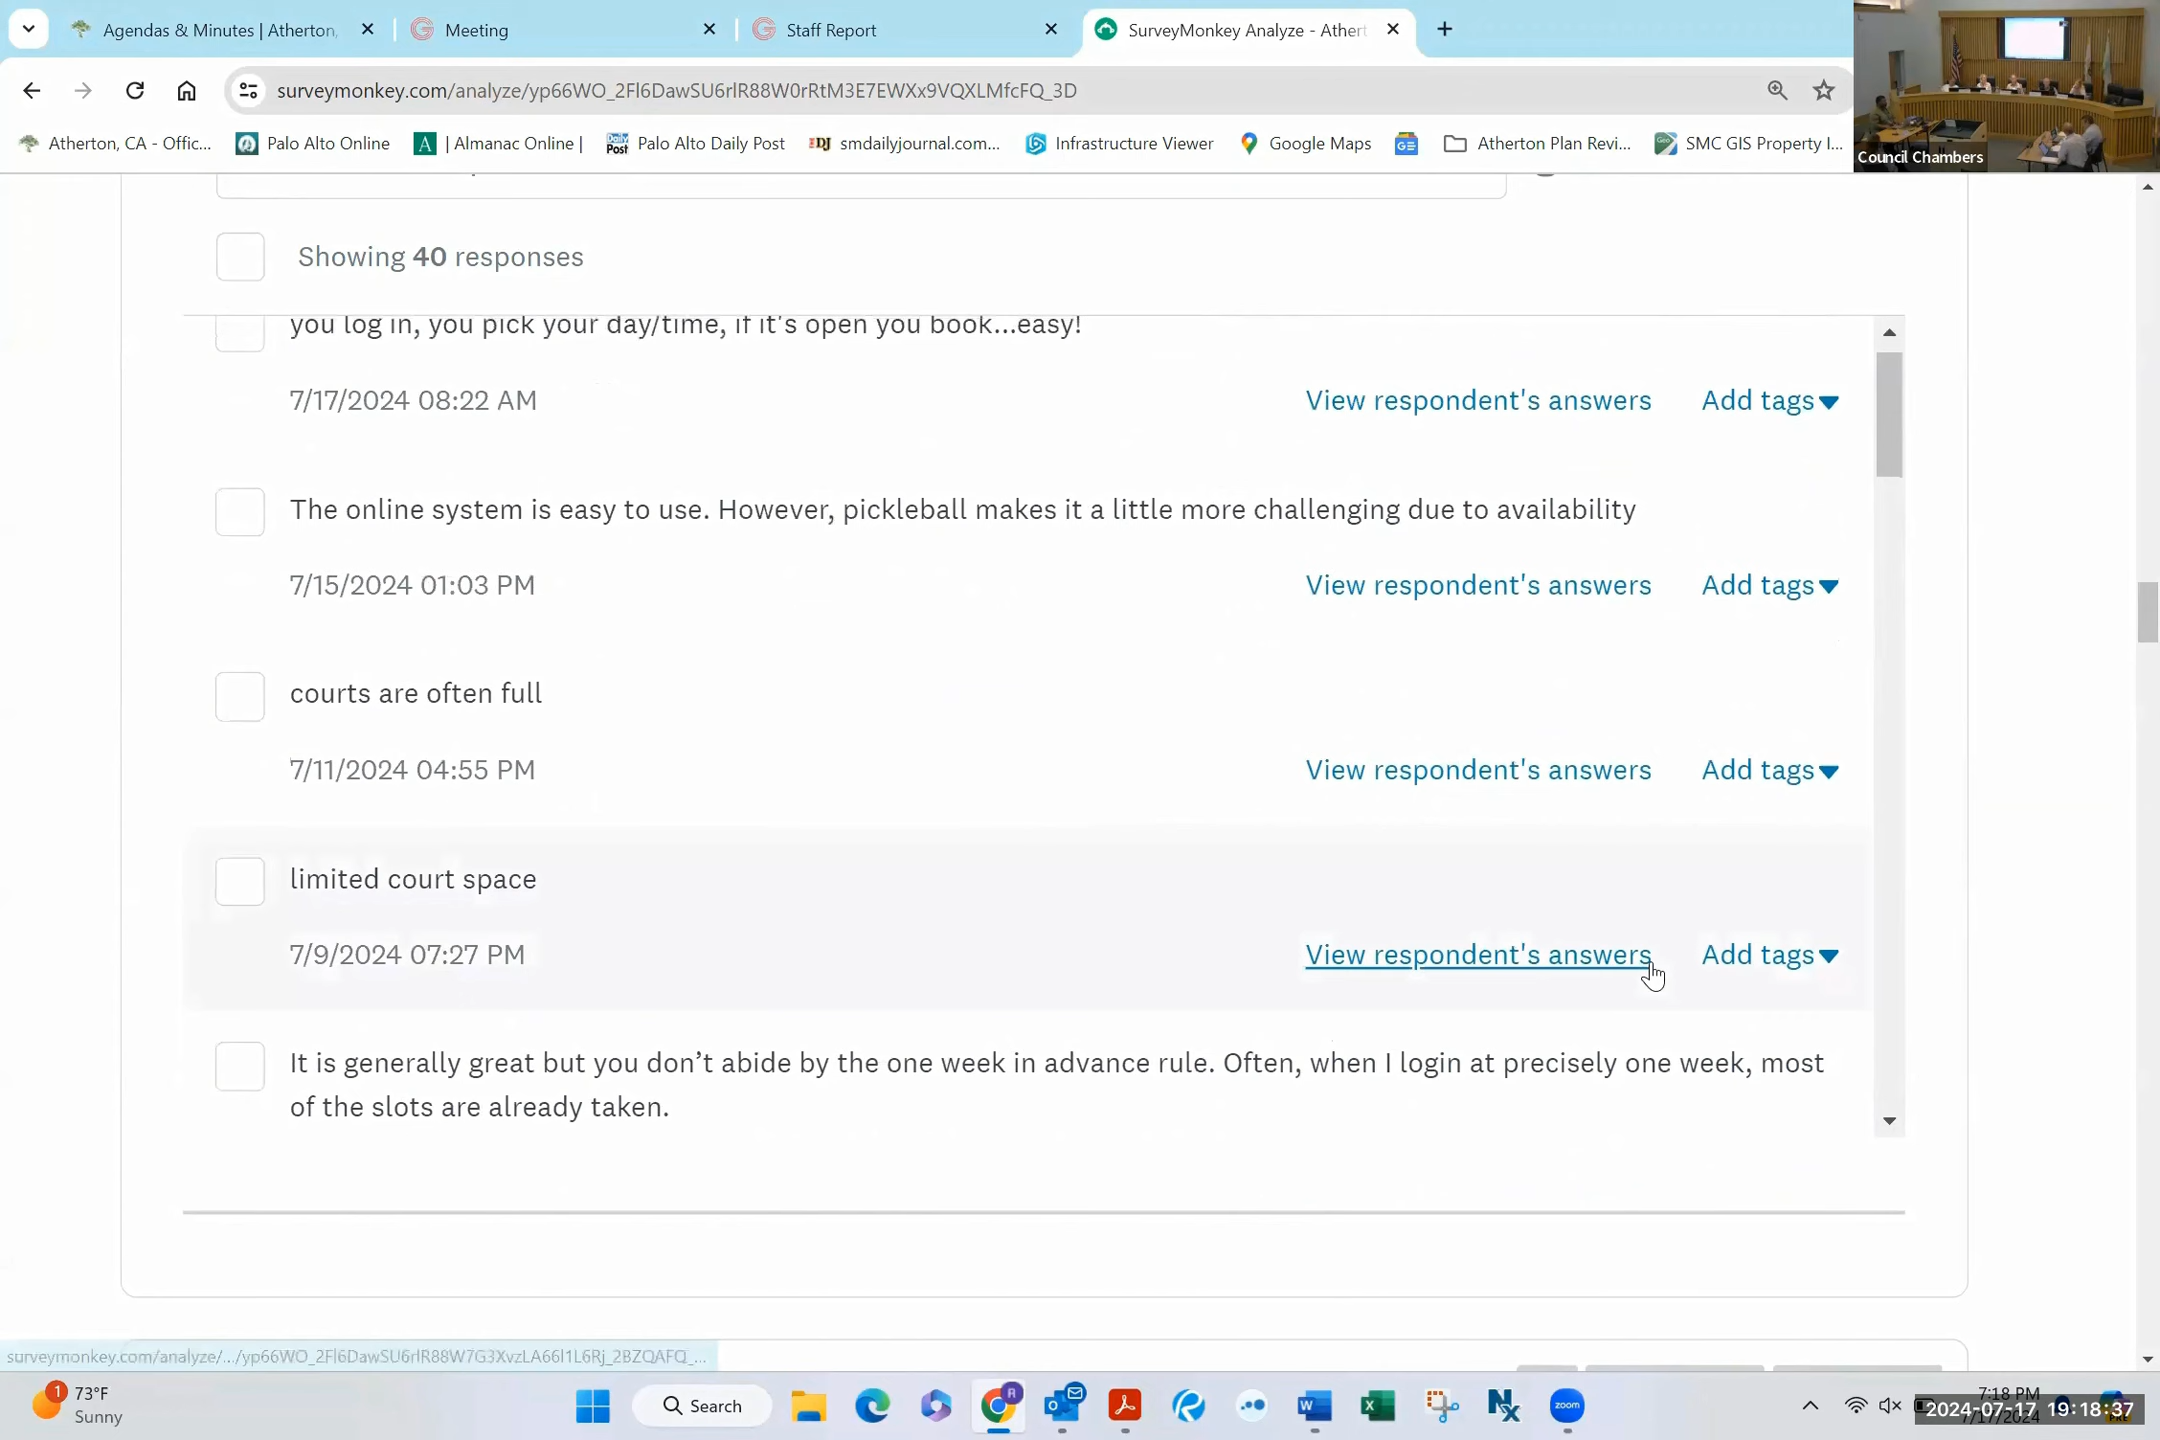 Agendas & Minutes | Atherton,
Meeting
Staff Report
SurveyMonkey Analyze - Athert
surveymonkey.com/analyze/yp66WO_2Fl6DawSU6rlR88W0rRtM3E7EWXx9VQXLMfcFQ_3D
Atherton, CA - Offic...
Palo Alto Online
A | Almanac Online |
Daily Post Palo Alto Daily Post
DJ smdailyjournal.com...
Infrastructure Viewer
Google Maps
Atherton Plan Revi...
SMC GIS Property I...
Council Chambers
Showing 40 responses
you log in, you pick your day/time, if it's open you book...easy!
7/17/2024 08:22 AM
View respondent's answers
Add tags
The online system is easy to use. However, pickleball makes it a little more challenging due to availability
7/15/2024 01:03 PM
View respondent's answers
Add tags
courts are often full
7/11/2024 04:55 PM
View respondent's answers
Add tags
limited court space
7/9/2024 07:27 PM
View respondent's answers
Add tags
It is generally great but you don’t abide by the one week in advance rule. Often, when I login at precisely one week, most
of the slots are already taken.
surveymonkey.com/analyze/.../yp66WO_2Fl6DawSU6rlR88W7G3XvzLA66l1L6Rj_2BZQAFQ_...
1
73°F
Sunny
Search
R
zoom
7:18 PM
2024-07-17 19:18:37